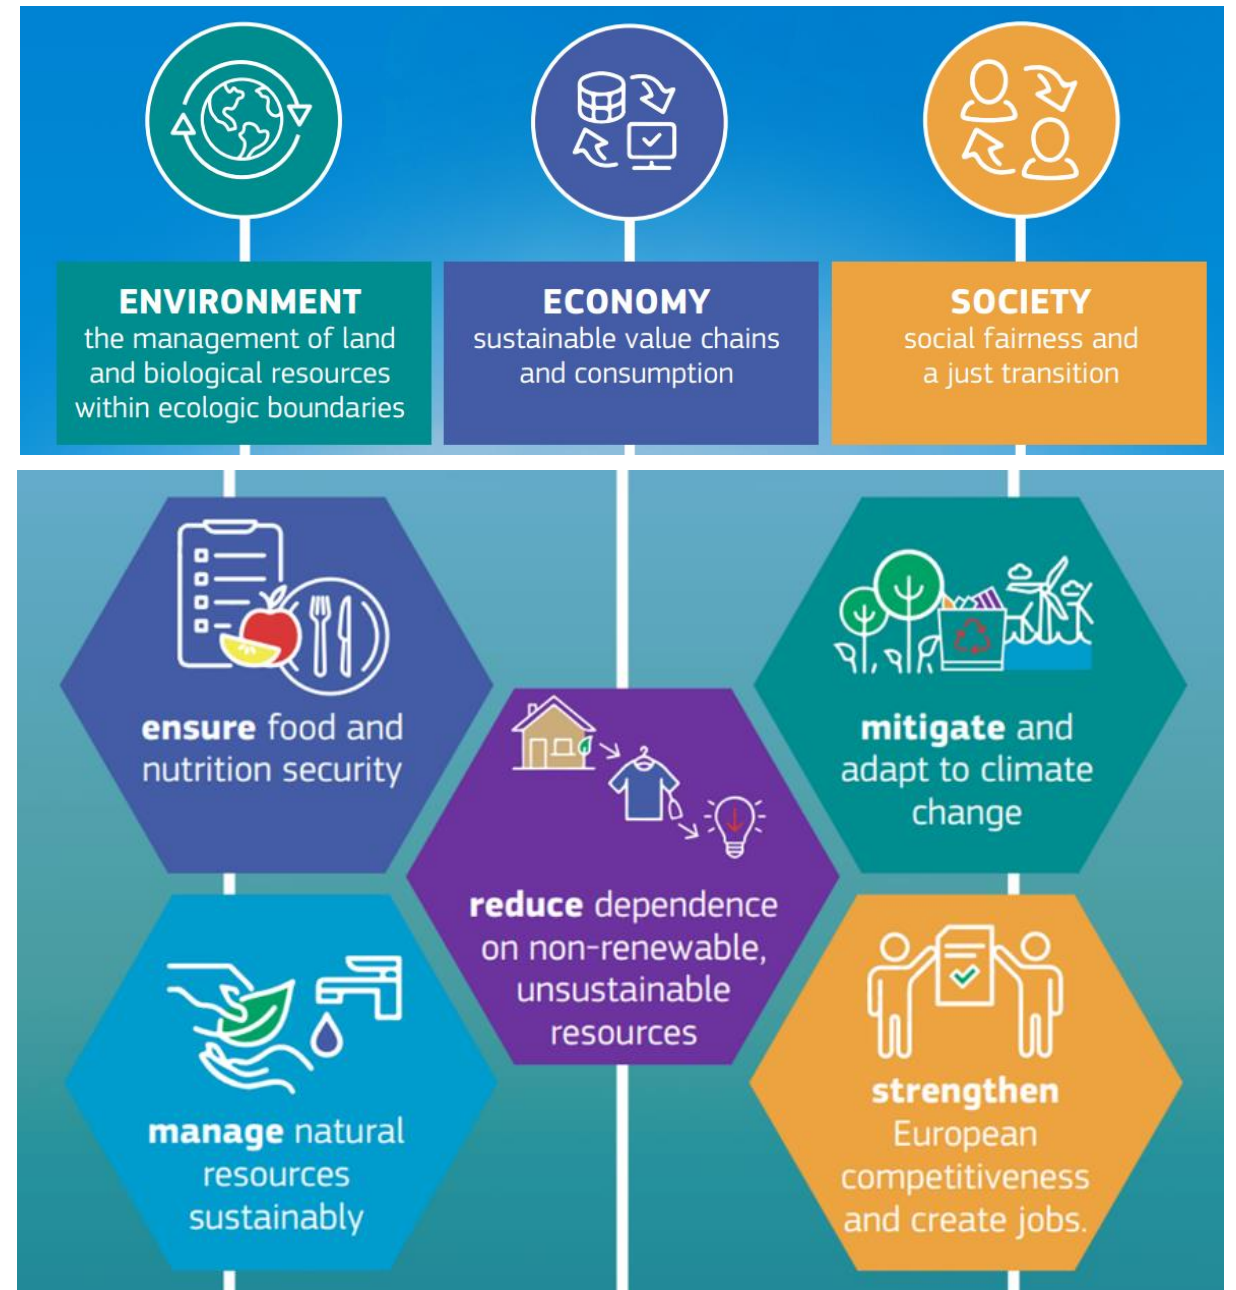 ENVIRONMENT
the management of land
and biological resources
within ecologic boundaries
ECONOMY
sustainable value chains
and consumption
SOCIETY
social fairness and
a just transition
ensure food and
nutrition security
mitigate and
adapt to climate
change
reduce dependence
on non-renewable,
unsustainable
resources
manage natural
resources
sustainably
strengthen
European
competitiveness
and create jobs.